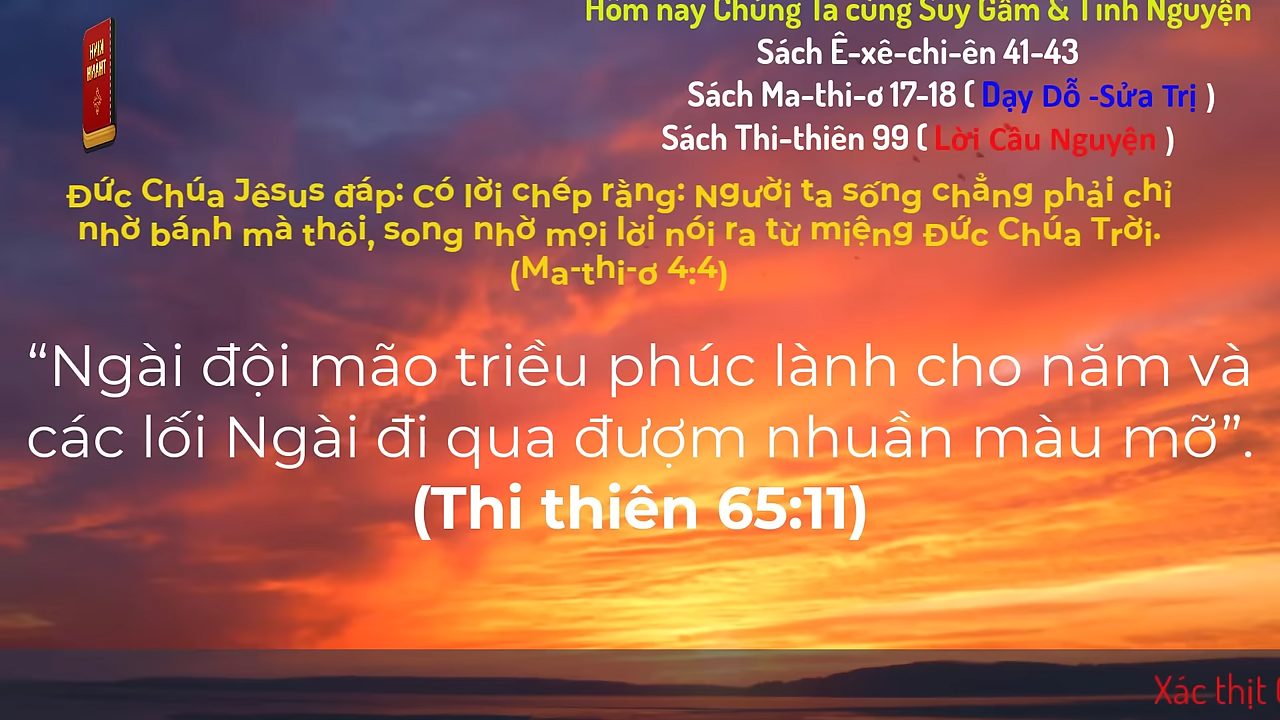 Hôm nay Chúng Ta cùng Suy Gẫm & Tĩnh Nguyện
Sách Ê-xê-chi-ên 41-43
Sách Ma-thi-ơ 17-18 ( Dạy Dỗ -Sửa Trị )
Sách Thi-thiên 99 ( Lời Cầu Nguyện )
Đức Chúa Jêsus đáp: Có lời chép rằng: Người ta sống chẳng phải chỉ
nhờ bánh mà thôi, song nhờ mọi lời nói ra từ miệng Đức Chúa Trời.
(Ma-thi-ơ 4:4)
“Ngài đội mão triều phúc lành cho năm và
các lối Ngài đi qua đượm nhuần màu mỡ”.
(Thi thiên 65:11)
Xác thịt